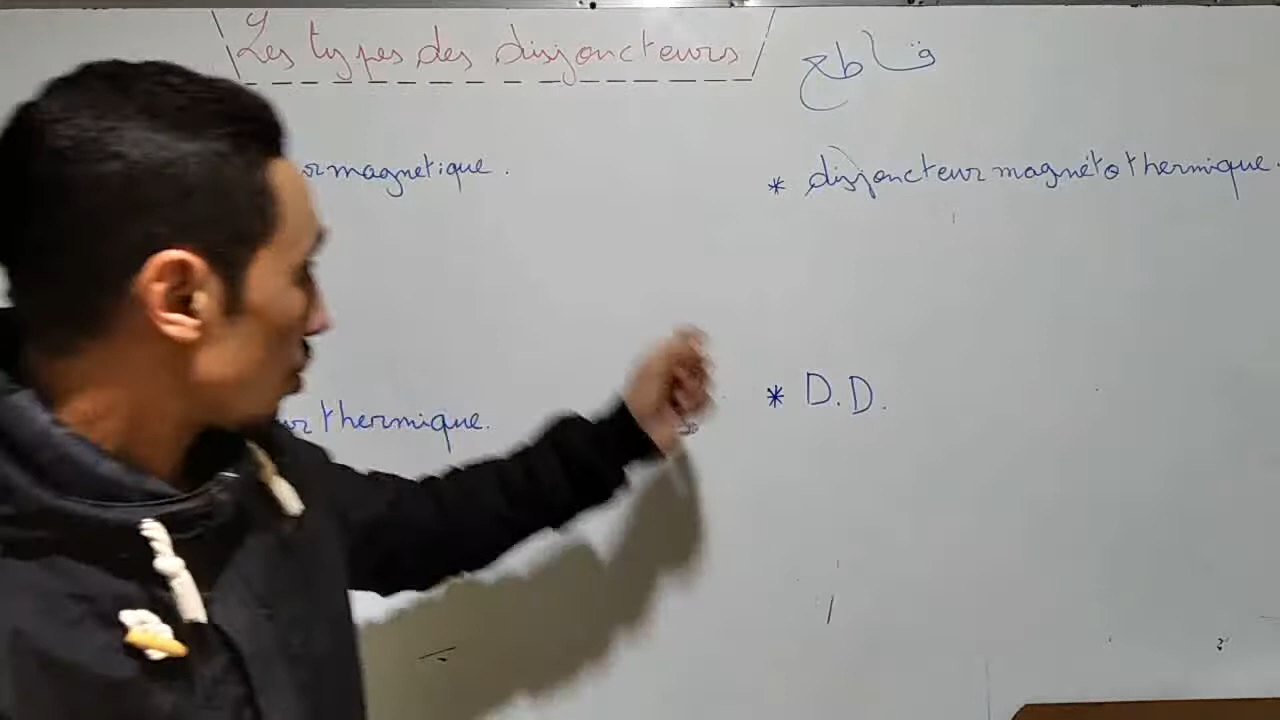 Les types des disjoncteurs
قاطع
magnetique.
* disjoncteur magnétothermique.
thermique.
* D.D.